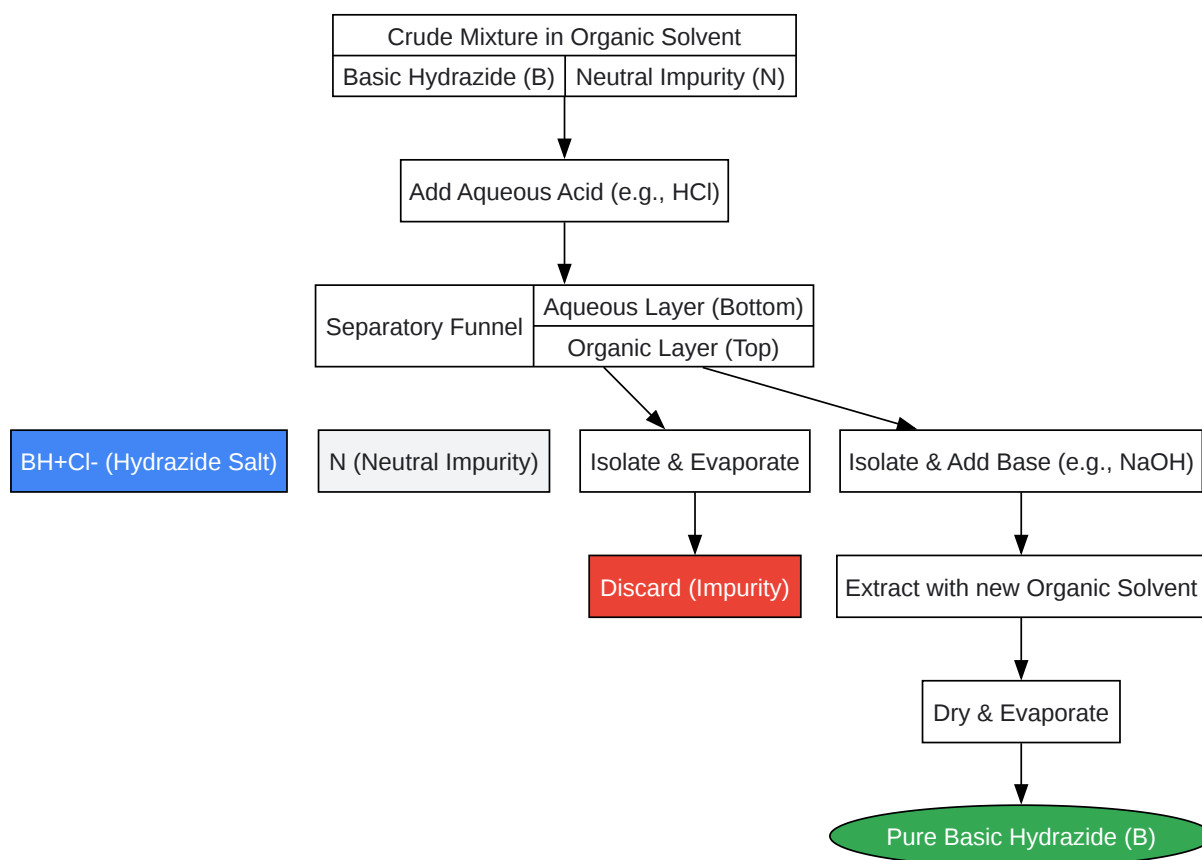 Crude Mixture in Organic Solvent
Basic Hydrazide (B)
Neutral Impurity (N)
Add Aqueous Acid (e.g., HCl)
Separatory Funnel
Aqueous Layer (Bottom)
Organic Layer (Top)
BH+Cl- (Hydrazide Salt)
N (Neutral Impurity)
Isolate & Evaporate
Isolate & Add Base (e.g., NaOH)
Discard (Impurity)
Extract with new Organic Solvent
Dry & Evaporate
Pure Basic Hydrazide (B)